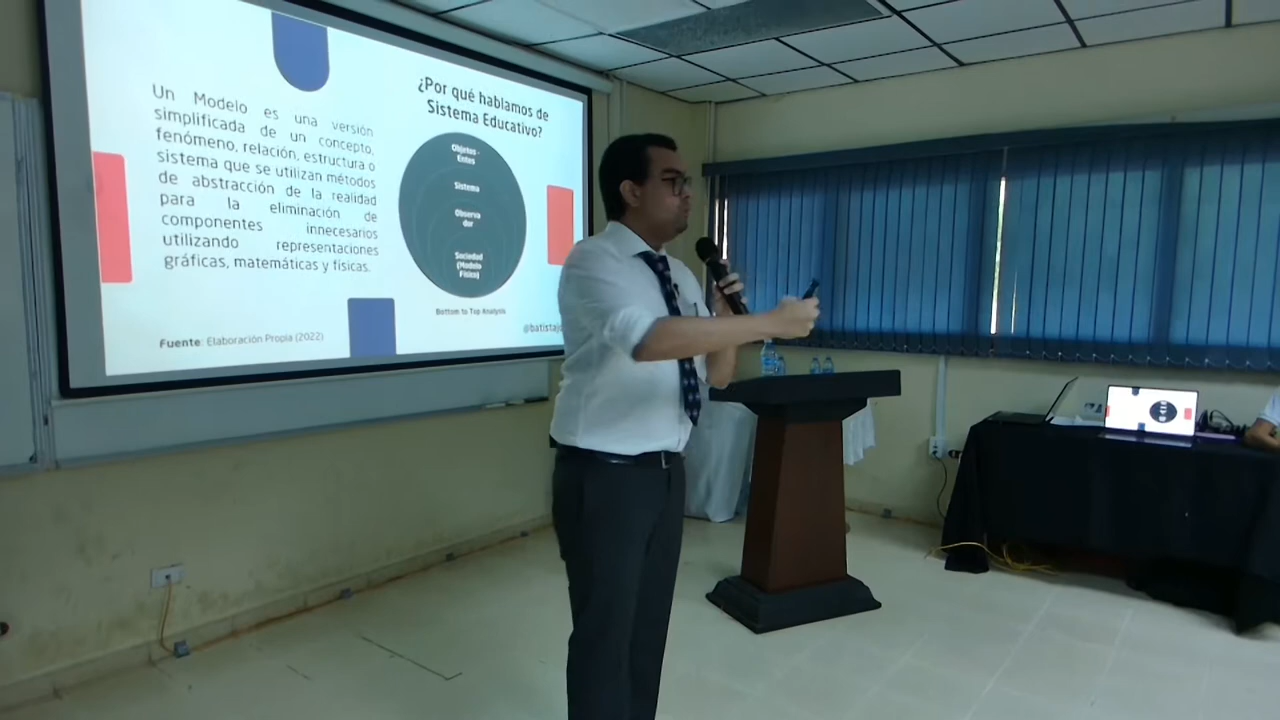 Un Modelo es una versión
simplificada de un concepto,
fenómeno, relación, estructura o
sistema que se utilizan métodos
de abstracción de la realidad
para la eliminación de
componentes innecesarios
utilizando representaciones
gráficas, matemáticas y físicas.
Fuente: Elaboración Propia (2022)
¿Por qué hablamos de
Sistema Educativo?
Objetos -
Entes
Sistema
Observa
dor
Sociedad
(Modelo
Físico)
Bottom to Top Analysis